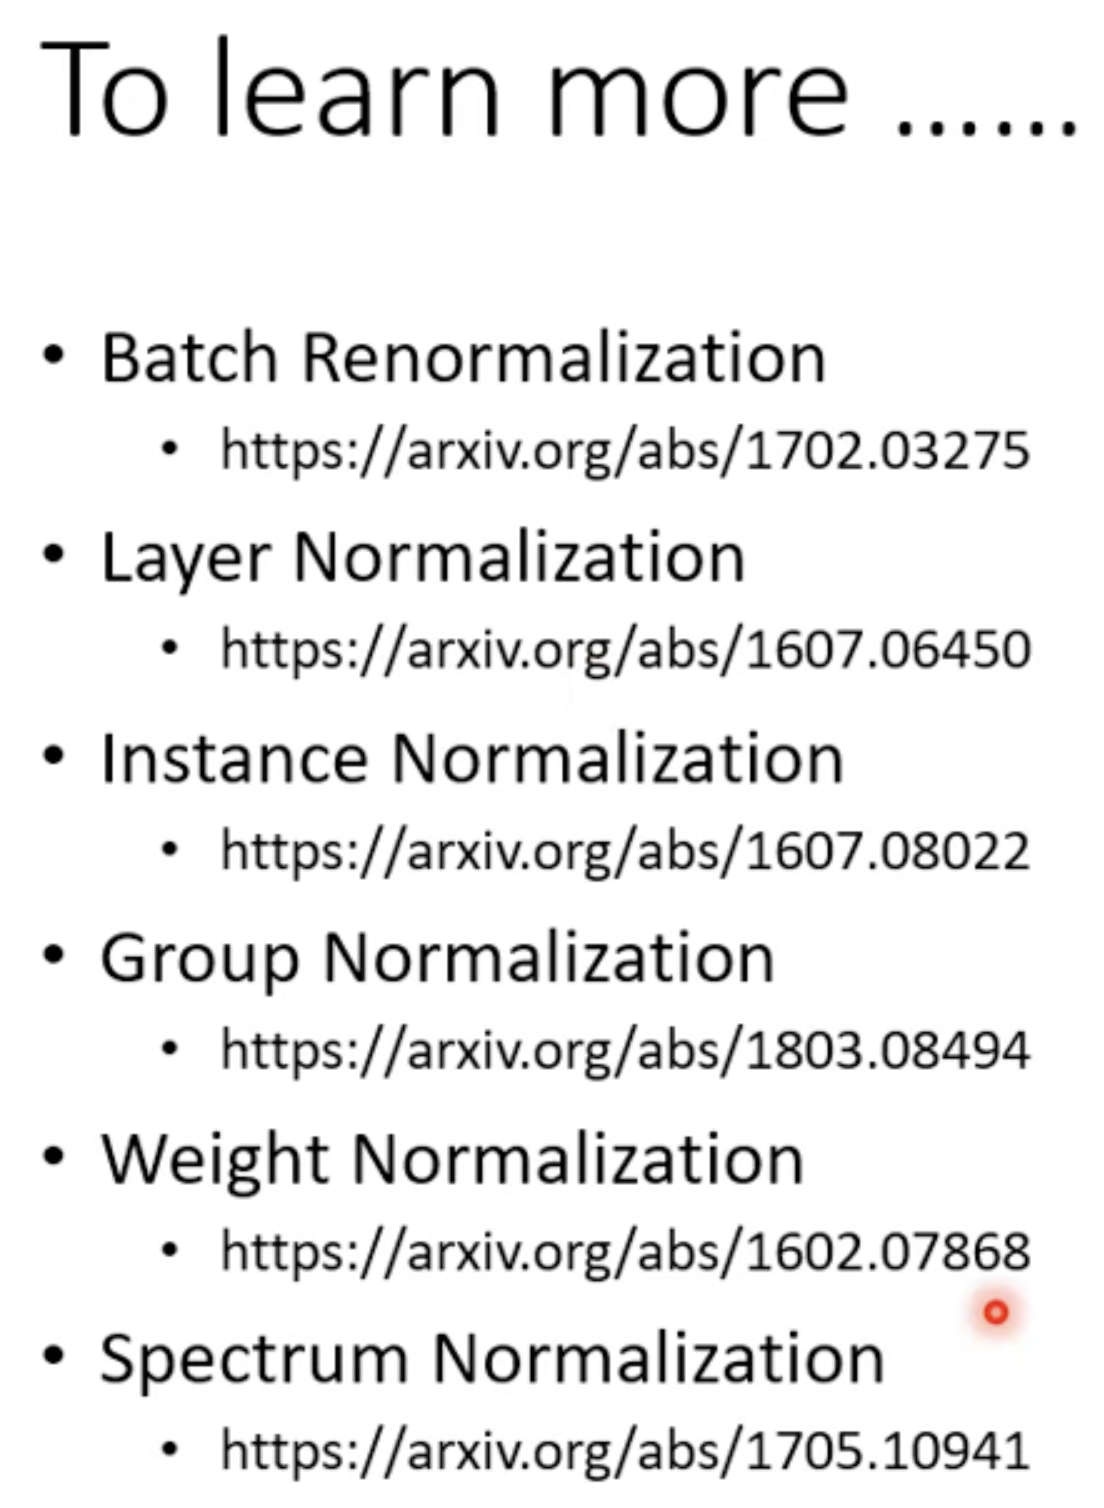 To learn more ......
• Batch Renormalization
• https://arxiv.org/abs/1702.03275
• Layer Normalization
• https://arxiv.org/abs/1607.06450
• Instance Normalization
• https://arxiv.org/abs/1607.08022
• Group Normalization
• https://arxiv.org/abs/1803.08494
• Weight Normalization
• https://arxiv.org/abs/1602.07868
• Spectrum Normalization
• https://arxiv.org/abs/1705.10941